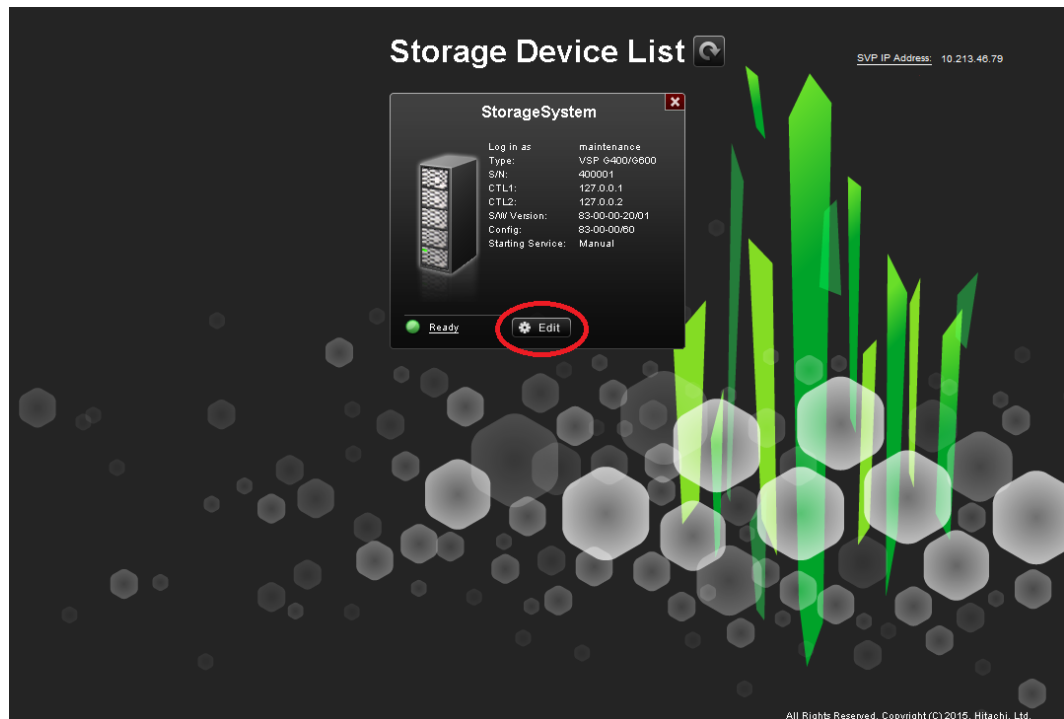 Storage Device List
SVP IP Address: 10.213.46.79
StorageSystem
Log in as maintenance
Type: VSP G400/G600
S/N: 400001
CTL1: 127.0.0.1
CTL2: 127.0.0.2
S/W Version: 83-00-00-20/01
Config: 83-00-00/60
Starting Service: Manual
Ready
Edit
All Rights Reserved. Copyright (C) 2015, Hitachi, Ltd.